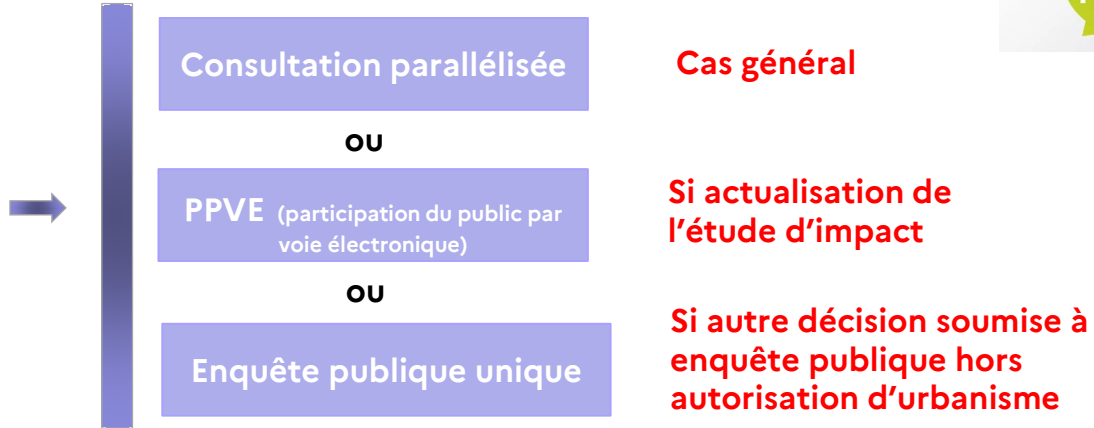 Consultation parallélisée
Cas général
ou
PPVE (participation du public par
voie électronique)
Si actualisation de
l'étude d'impact
ou
Enquête publique unique
Si autre décision soumise à
enquête publique hors
autorisation d'urbanisme